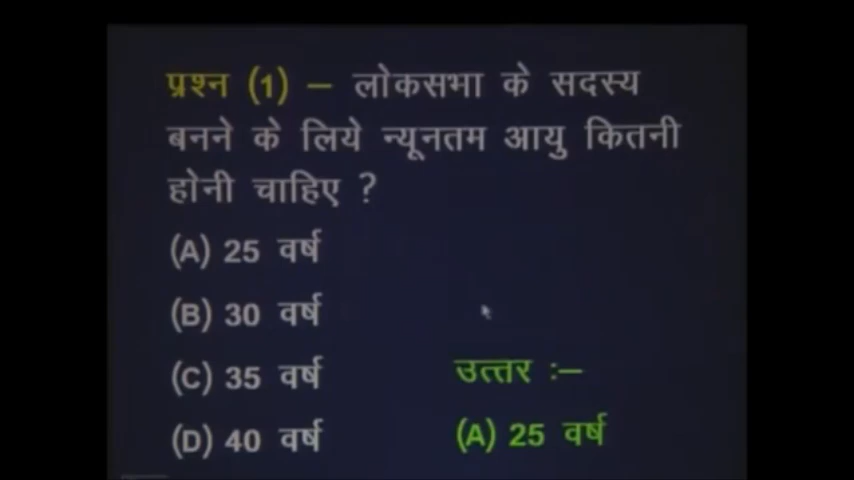 प्रश्न (1) – लोकसभा के सदस्य
बनने के लिये न्यूनतम आयु कितनी
होनी चाहिए ?
(A) 25 वर्ष
(B) 30 वर्ष
(C) 35 वर्ष
(D) 40 वर्ष
उत्तर :–
(A) 25 वर्ष